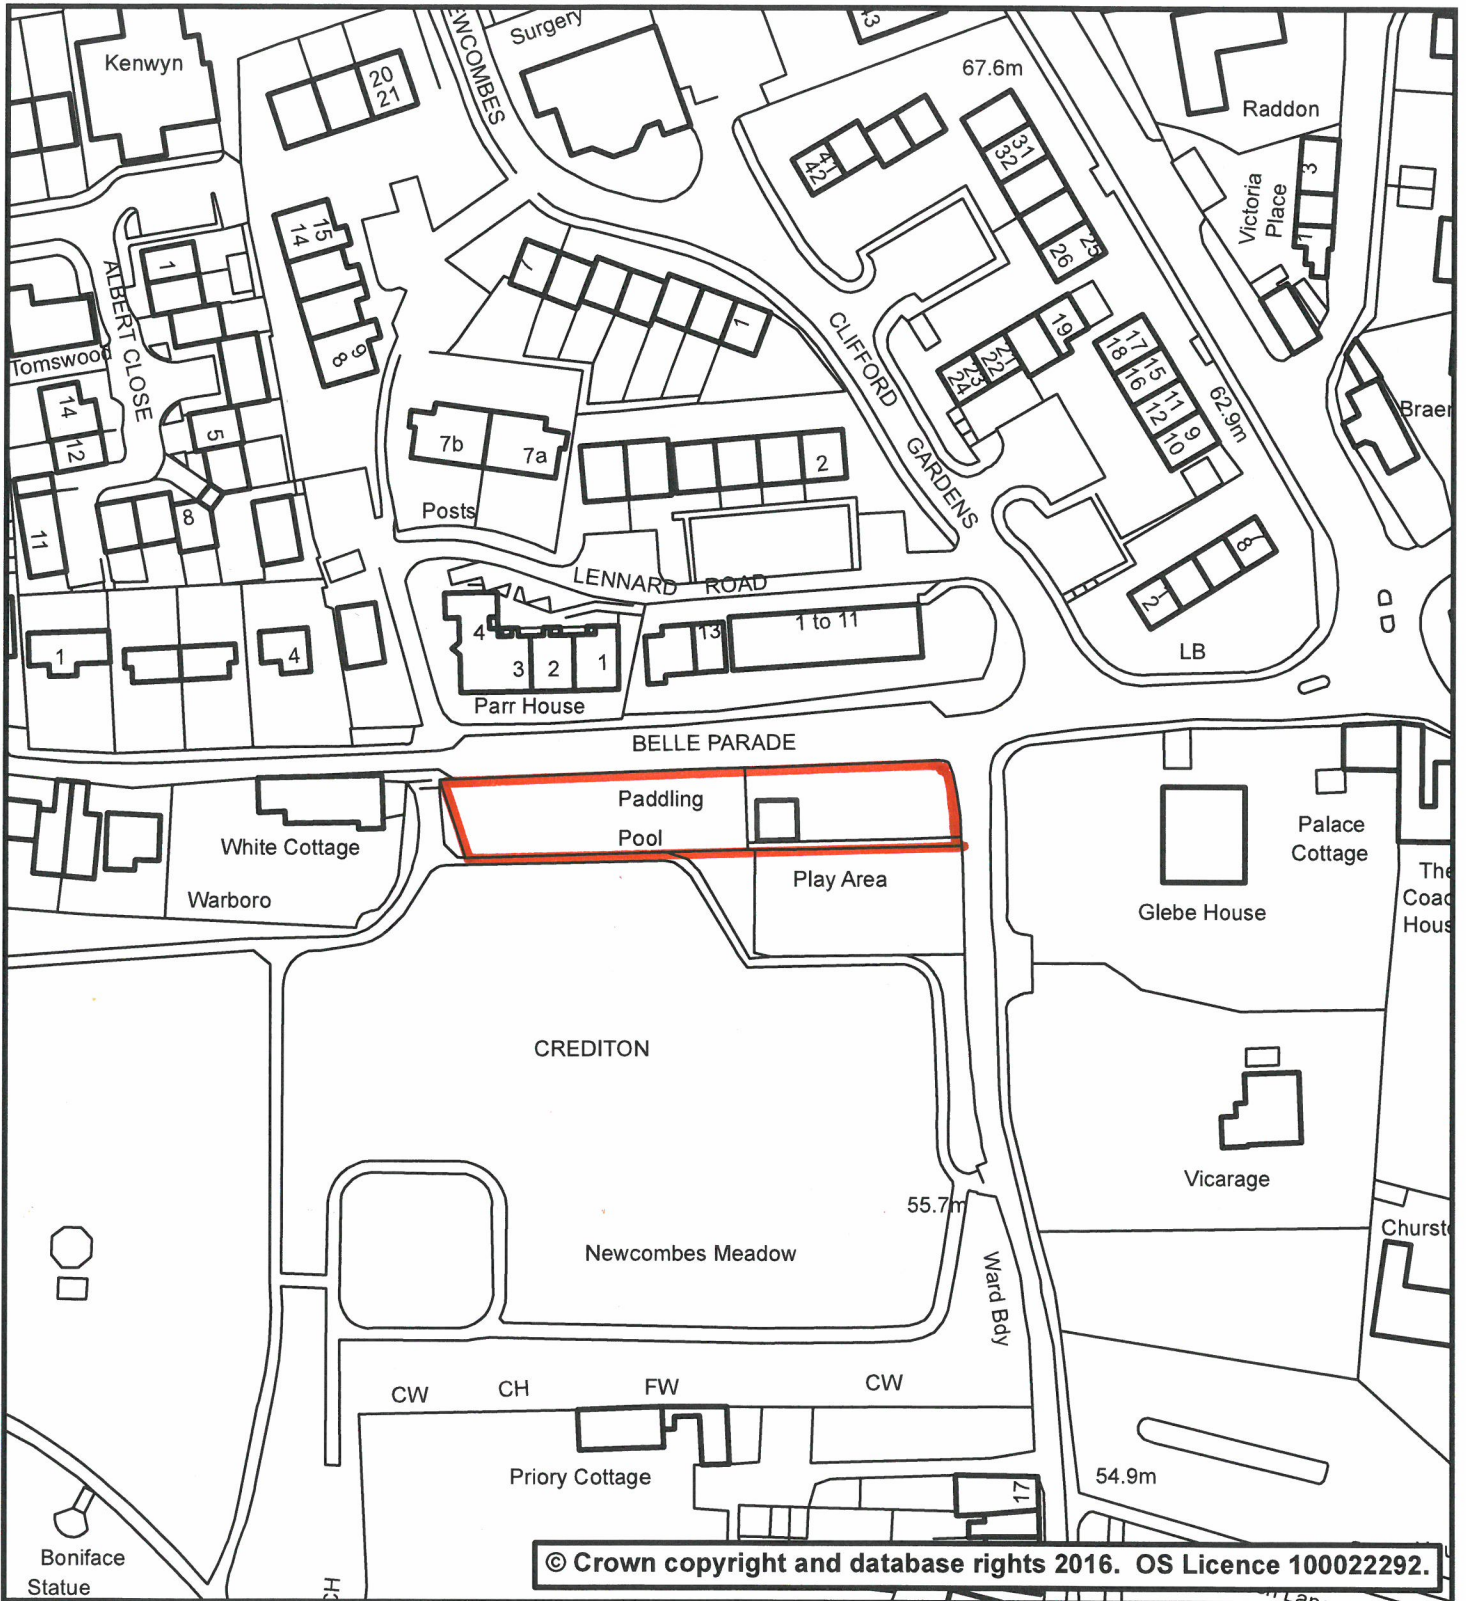 Kenwyn
20
21
Surgery
43
67.6m
Raddon
41
42
31
32
3
Victoria
Place
1
15
14
25
26
ALBERT CLOSE
1
7
1
CLIFFORD GARDENS
19
21
22
23
24
17
18
15
16
11
12
9
10
62.9m
Tomswood
9
8
14
12
5
7b
7a
2
Posts
11
8
8
2
LENNARD ROAD
4
3
2
1
13
1 to 11
LB
1
4
Parr House
BELLE PARADE
Paddling
Pool
White Cottage
Warboro
Play Area
Palace
Cottage
Glebe House
The
CREDITON
Vicarage
55.7m
Newcombes Meadow
Ward Bdy
CW
CH
FW
CW
Priory Cottage
54.9m
17
Boniface
Statue
CH
© Crown copyright and database rights 2016. OS Licence 100022292.